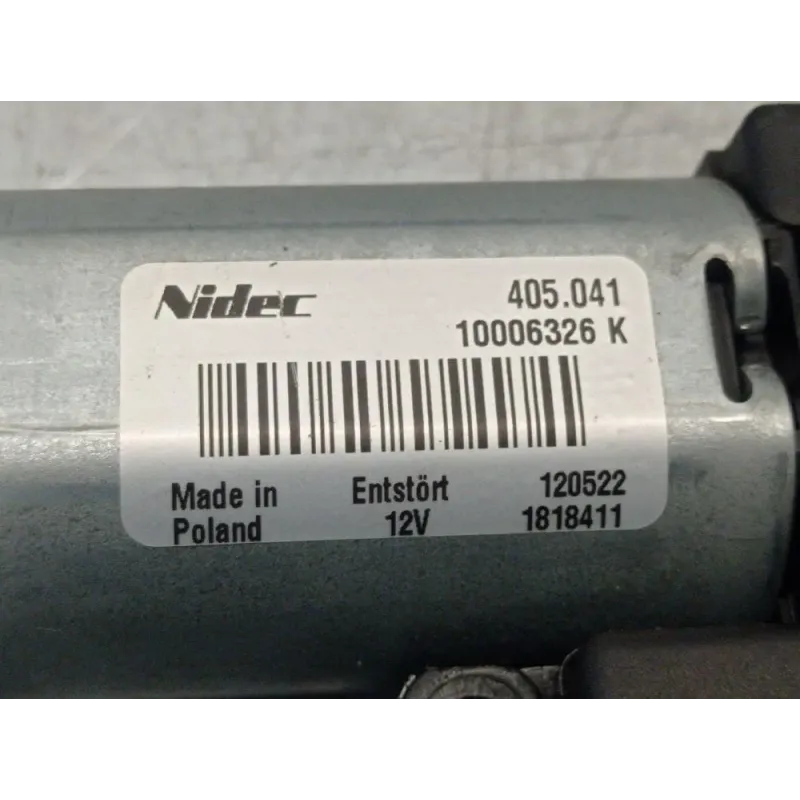 Nidec 405.041
10006326 K
Made in Entstört 120522
Poland 12V 1818411